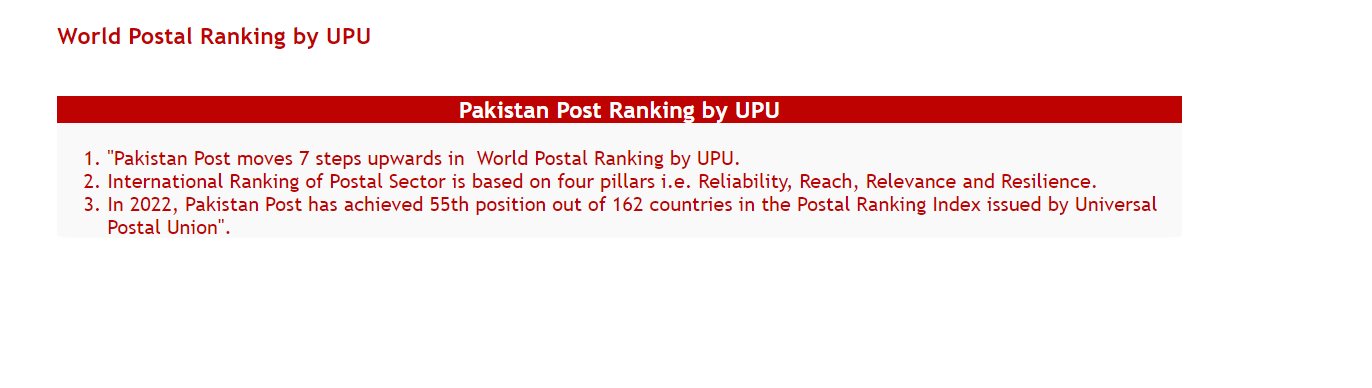 World Postal Ranking by UPU
Pakistan Post Ranking by UPU
1. "Pakistan Post moves 7 steps upwards in  World Postal Ranking by UPU.
2. International Ranking of Postal Sector is based on four pillars i.e. Reliability, Reach, Relevance and Resilience.
3. In 2022, Pakistan Post has achieved 55th position out of 162 countries in the Postal Ranking Index issued by Universal
Postal Union".